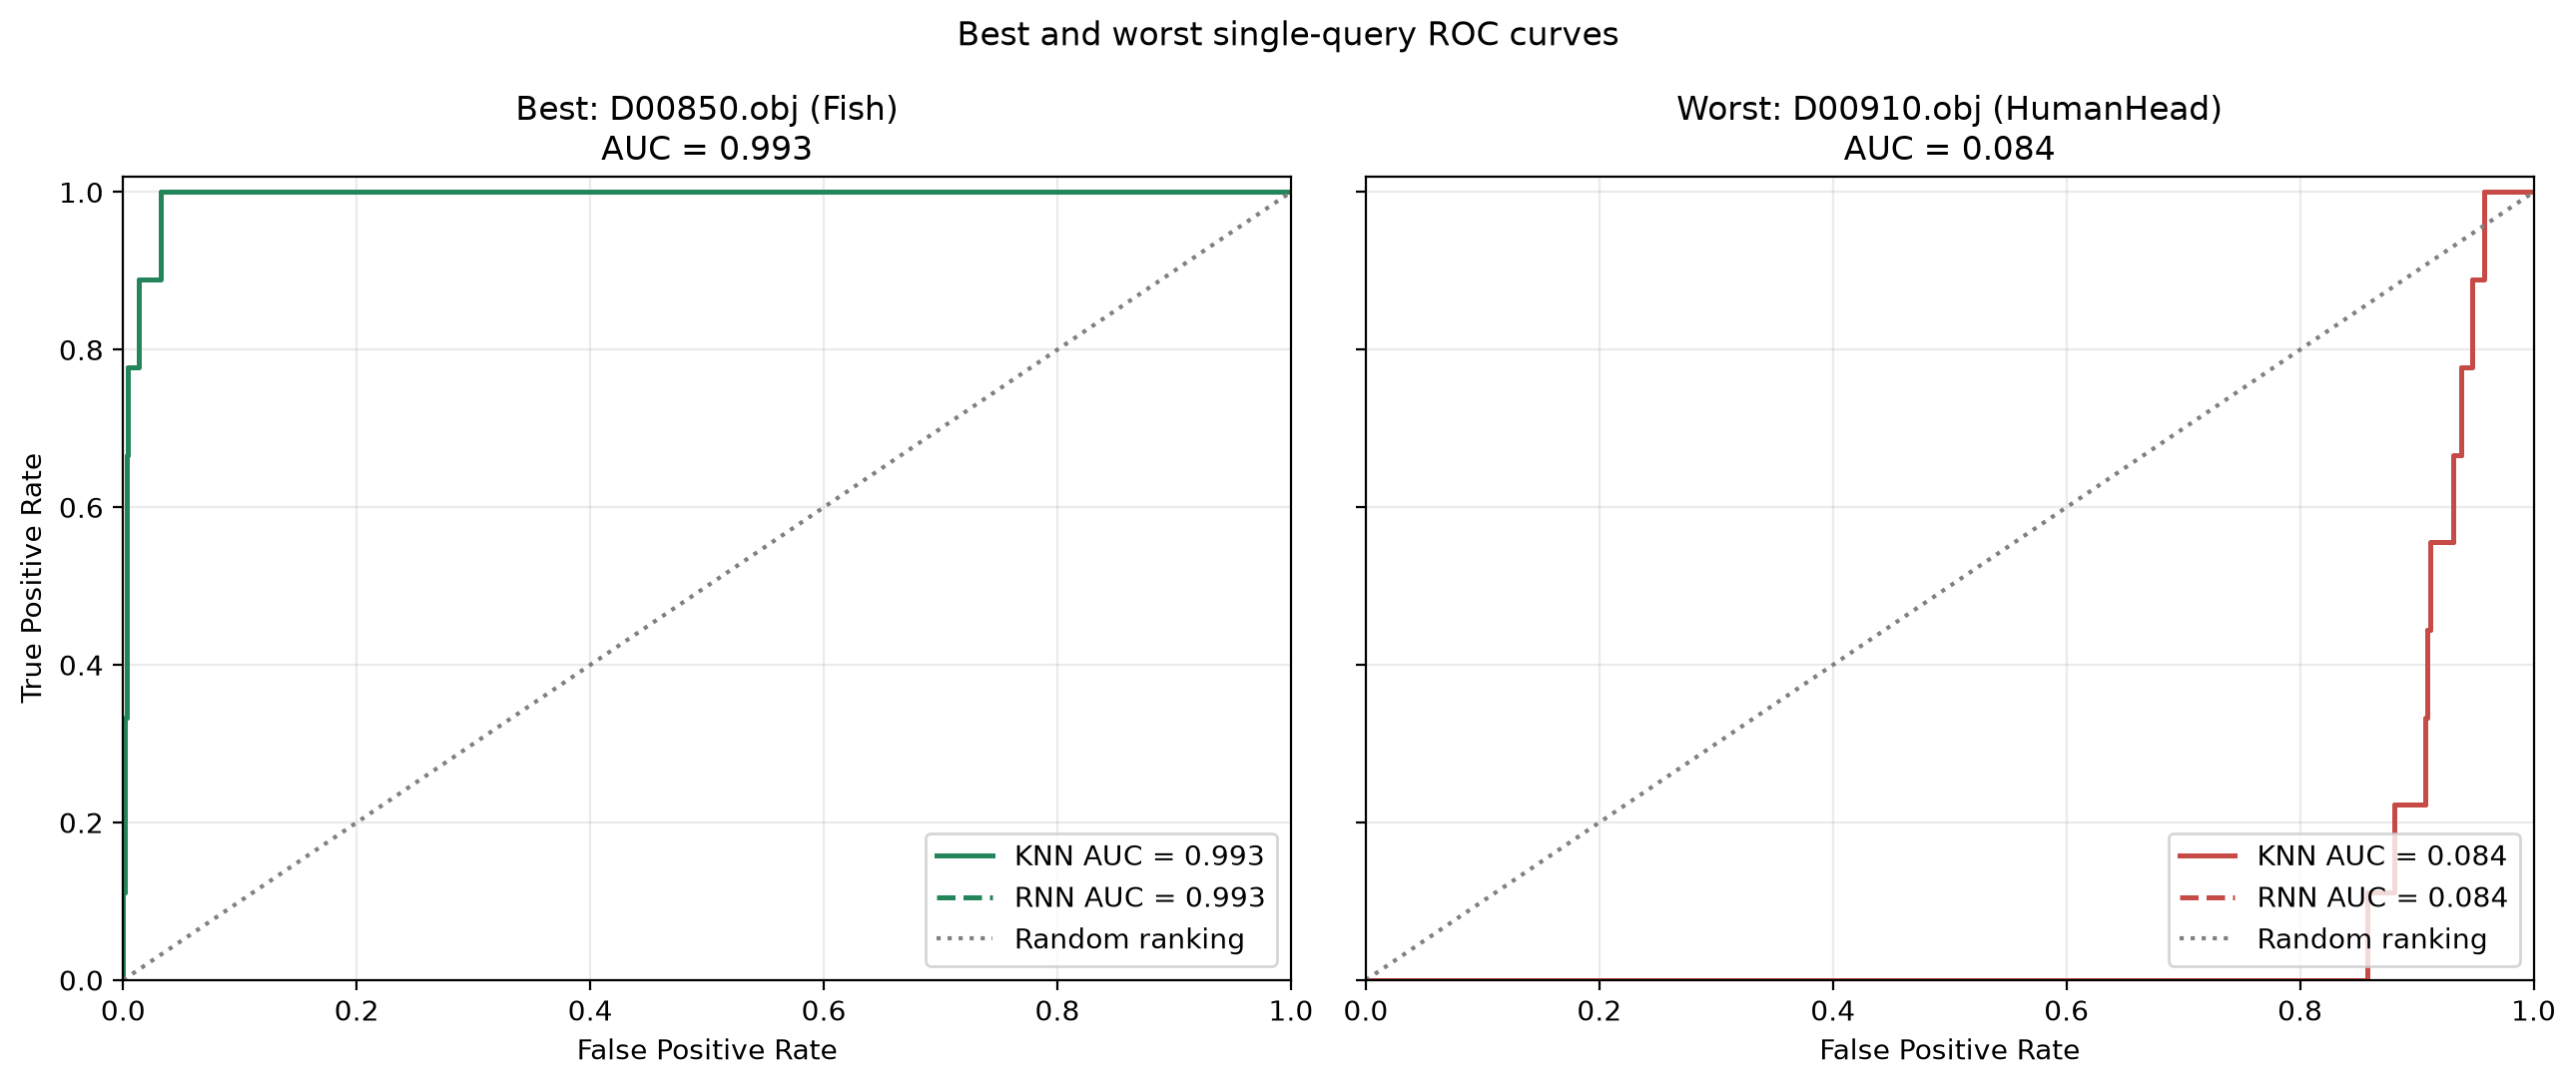 Best and worst single-query ROC curves
Best: D00850.obj (Fish)
AUC = 0.993
True Positive Rate
1.0
0.8
0.6
0.4
0.2
0.0
0.0 0.2 0.4 0.6 0.8 1.0
False Positive Rate
KNN AUC = 0.993
RNN AUC = 0.993
Random ranking
Worst: D00910.obj (HumanHead)
AUC = 0.084
0.0 0.2 0.4 0.6 0.8 1.0
False Positive Rate
KNN AUC = 0.084
RNN AUC = 0.084
Random ranking